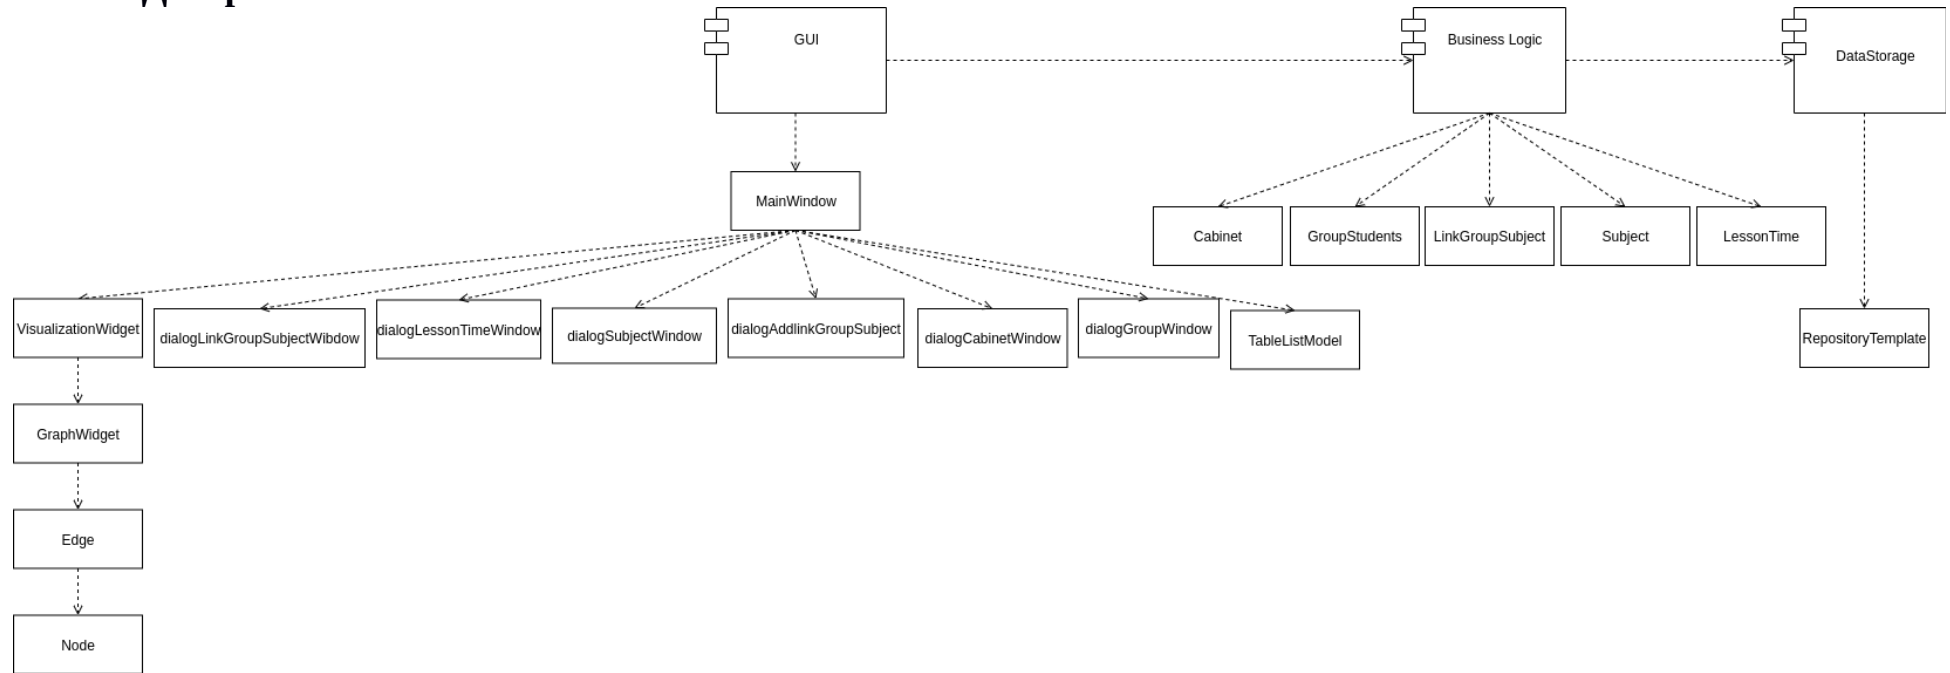 GUI
Business Logic
DataStorage
MainWindow
Cabinet
GroupStudents
LinkGroupSubject
Subject
LessonTime
VisualizationWidget
dialogLinkGroupSubjectWibdow
dialogLessonTimeWindow
dialogSubjectWindow
dialogAddlinkGroupSubject
dialogCabinetWindow
dialogGroupWindow
TableListModel
RepositoryTemplate
GraphWidget
Edge
Node